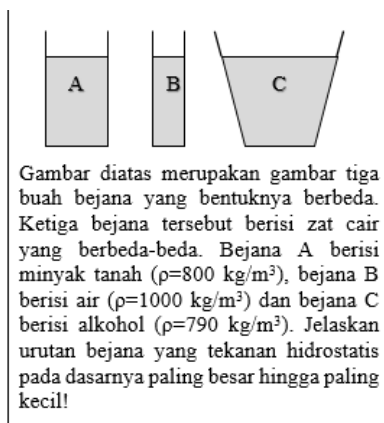 A B C
Gambar diatas merupakan gambar tiga
buah bejana yang bentuknya berbeda.
Ketiga bejana tersebut berisi zat cair
yang berbeda-beda. Bejana A berisi
minyak tanah (ρ=800 kg/m³), bejana B
berisi air (ρ=1000 kg/m³) dan bejana C
berisi alkohol (ρ=790 kg/m³). Jelaskan
urutan bejana yang tekanan hidrostatis
pada dasarnya paling besar hingga paling
kecil!